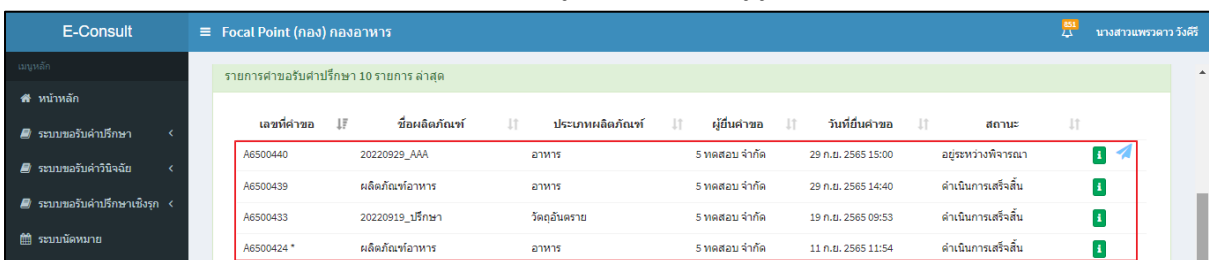 E-Consult
Focal Point (กอง) กองอาหาร
851
นางสาวแพรวดาว วังคีรี
เมนูหลัก
หน้าหลัก
ระบบขอรับคำปรึกษา
ระบบขอรับคำวินิจฉัย
ระบบขอรับคำปรึกษาเชิงรุก
ระบบนัดหมาย
รายการคำขอรับคำปรึกษา 10 รายการ ล่าสุด
เลขที่คำขอ ชื่อผลิตภัณฑ์ ประเภทผลิตภัณฑ์ ผู้ยื่นคำขอ วันที่ยื่นคำขอ สถานะ
A6500440 20220929_AAA อาหาร 5 ทดสอบ จำกัด 29 ก.ย. 2565 15:00 อยู่ระหว่างพิจารณา
A6500439 ผลิตภัณฑ์อาหาร อาหาร 5 ทดสอบ จำกัด 29 ก.ย. 2565 14:40 ดำเนินการเสร็จสิ้น
A6500433 20220919_ปรึกษา วัตถุอันตราย 5 ทดสอบ จำกัด 19 ก.ย. 2565 09:53 ดำเนินการเสร็จสิ้น
A6500424 * ผลิตภัณฑ์อาหาร อาหาร 5 ทดสอบ จำกัด 11 ก.ย. 2565 11:54 ดำเนินการเสร็จสิ้น